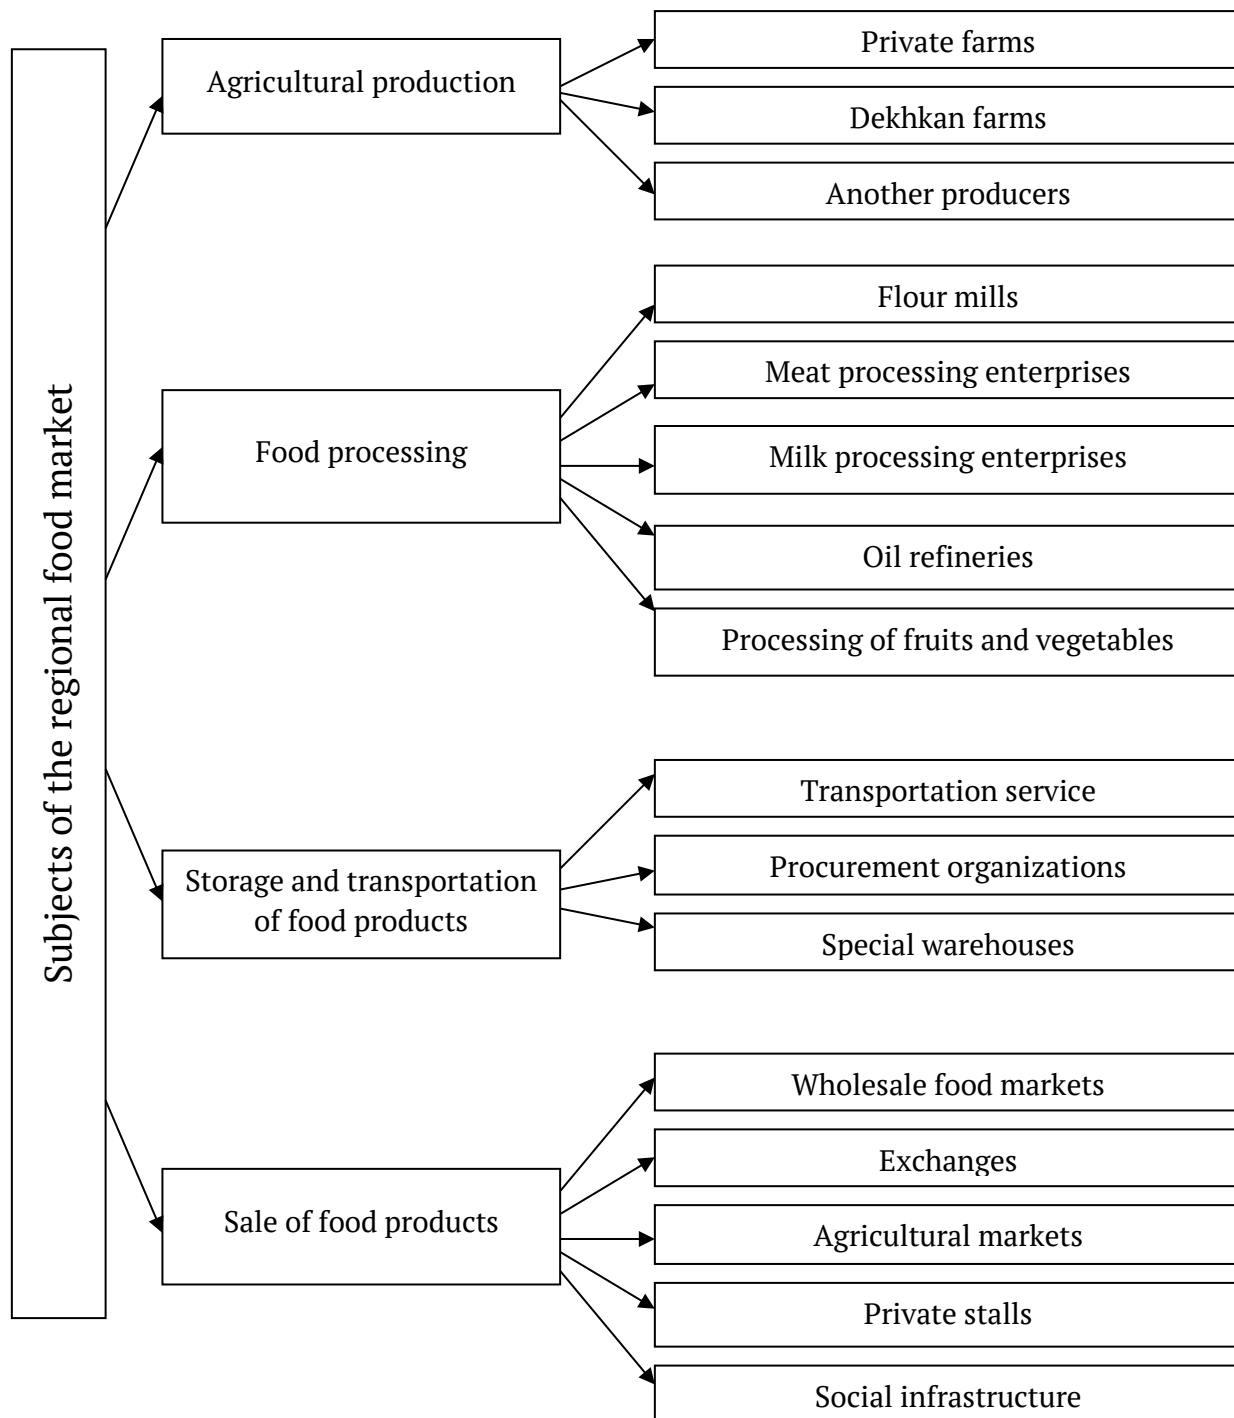 Subjects of the regional food market
Agricultural production
Private farms
Dekhkan farms
Another producers
Food processing
Flour mills
Meat processing enterprises
Milk processing enterprises
Oil refineries
Processing of fruits and vegetables
Storage and transportation
of food products
Transportation service
Procurement organizations
Special warehouses
Sale of food products
Wholesale food markets
Exchanges
Agricultural markets
Private stalls
Social infrastructure